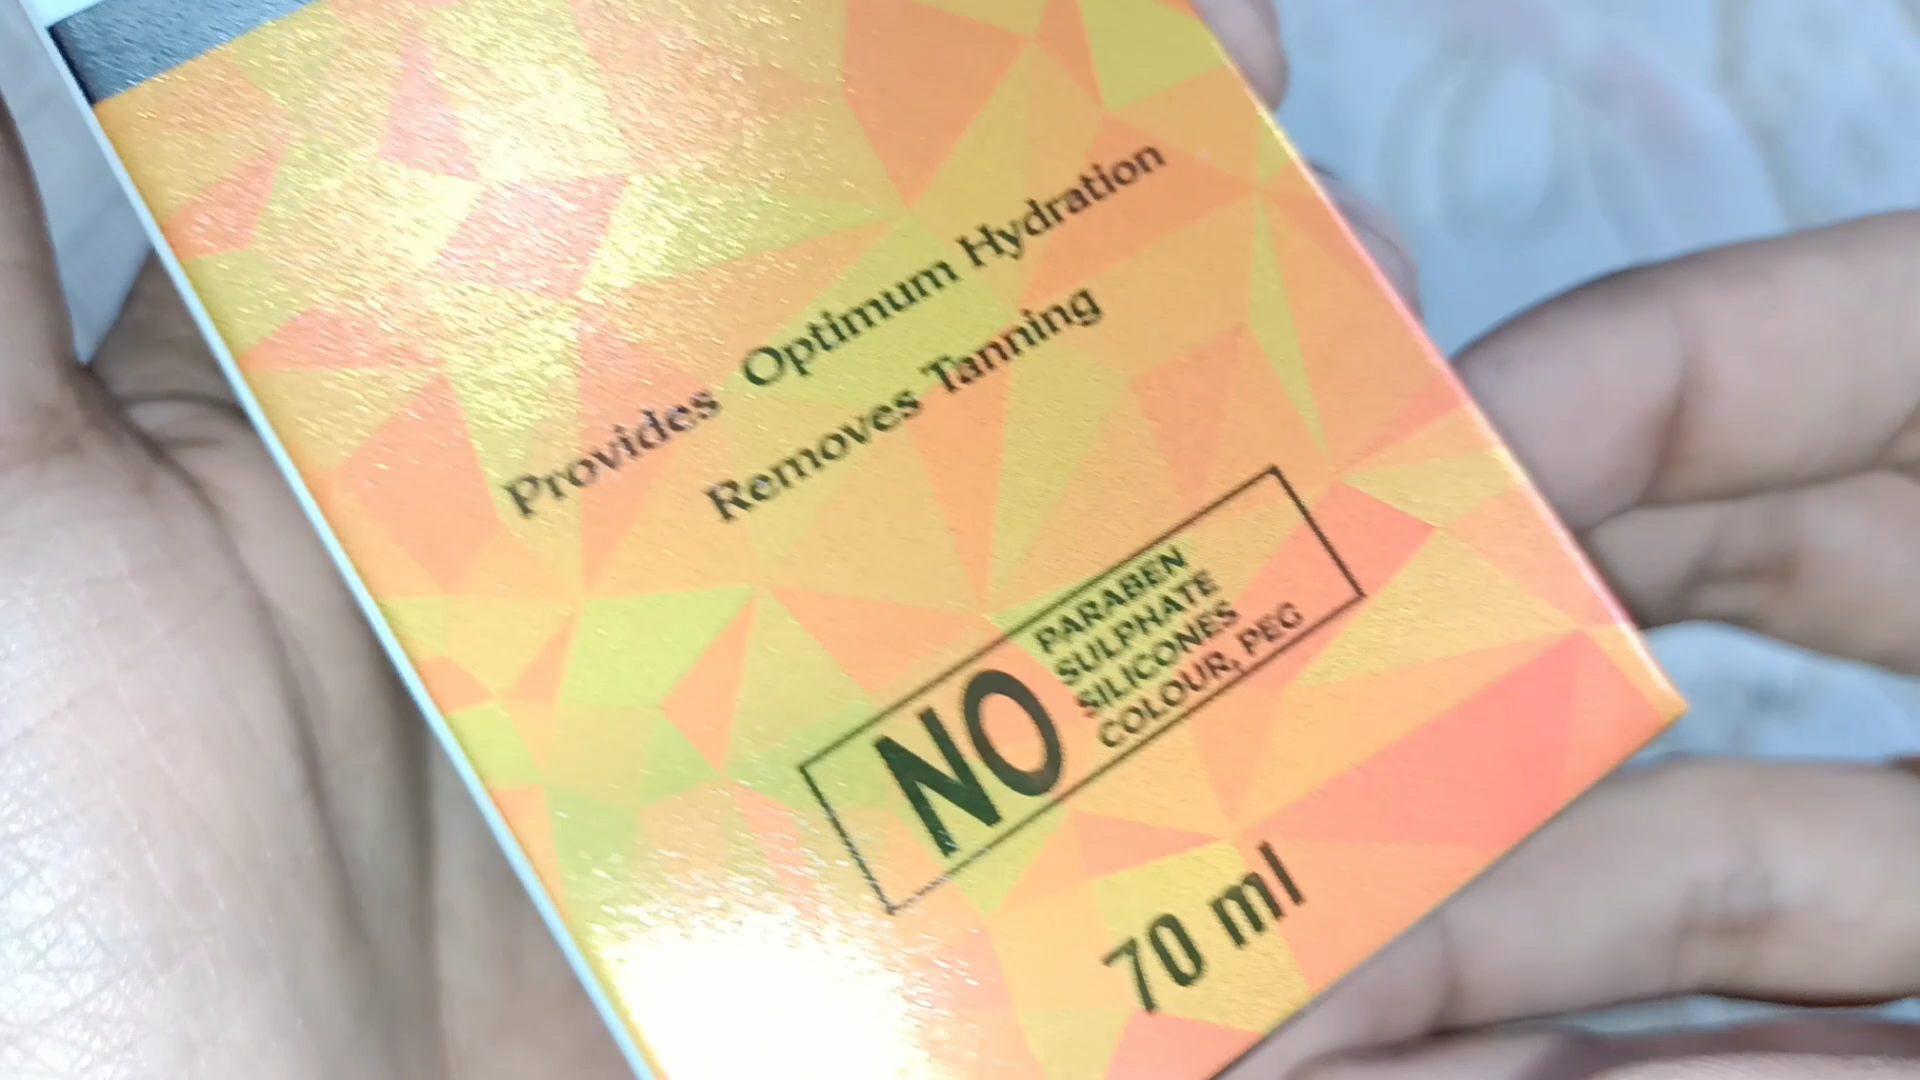 Provides Optimum Hydration
Removes Tanning
NO
PARABEN
SULPHATE
SILICONES
COLOUR, PEG
70 ml